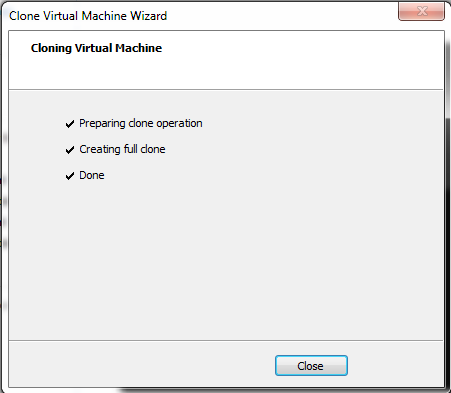 Clone Virtual Machine Wizard
Cloning Virtual Machine
Preparing clone operation
Creating full clone
Done
Close